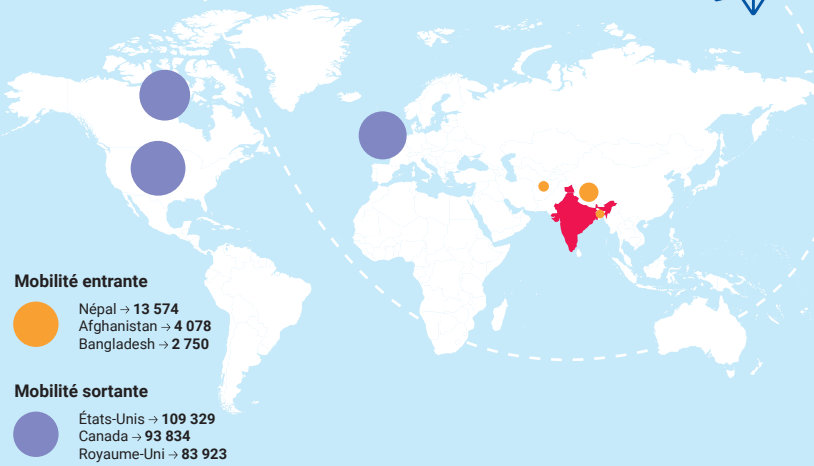 Mobilité entrante
Népal → 13 574
Afghanistan → 4 078
Bangladesh → 2 750
Mobilité sortante
États-Unis → 109 329
Canada → 93 834
Royaume-Uni → 83 923